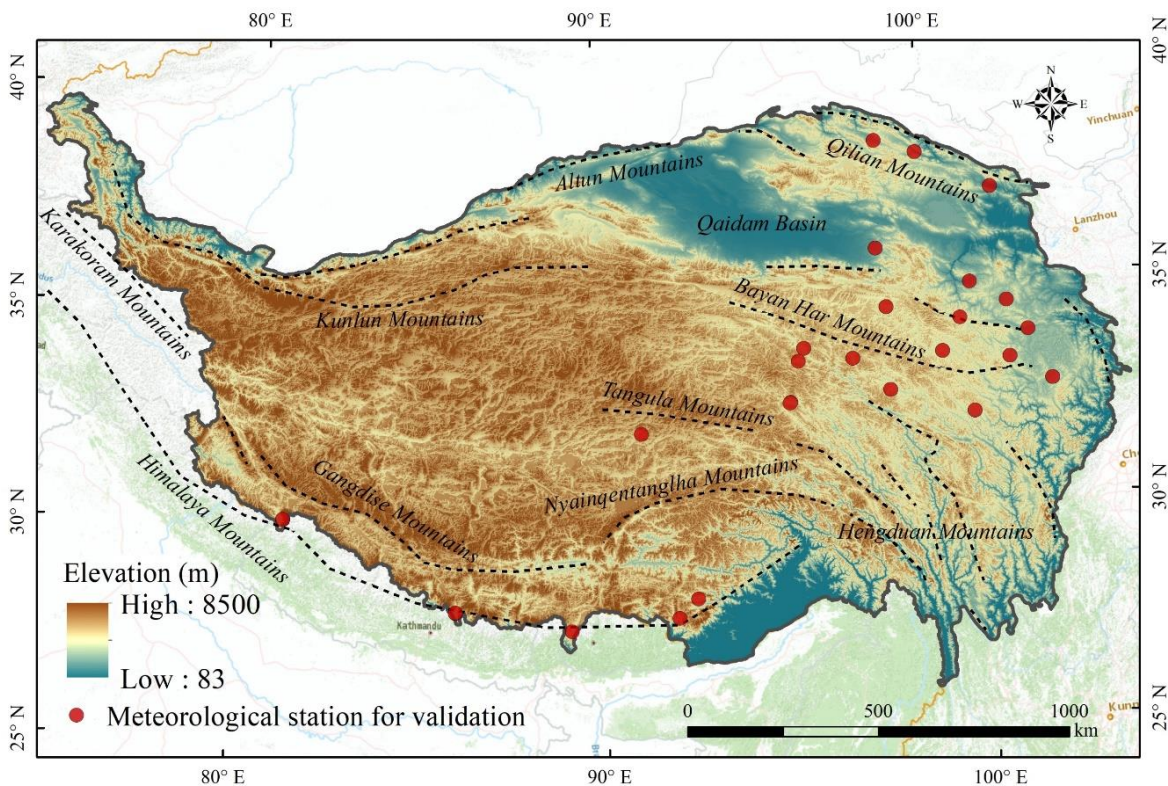 80° E
90° E
100° E
40° N
40° N
N
W
E
S
Yinchuan
Qilian Mountains
Altun Mountains
Lanzhou
Qaidam Basin
Karakoram Mountains
35° N
35° N
Bayan Har Mountains
Kunlun Mountains
Tangula Mountains
Nyainqentanglha Mountains
Gangdise Mountains
Himalaya Mountains
Hengduan Mountains
30° N
30° N
Elevation (m)
High : 8500
Low : 83
Kathmandu
Meteorological station for validation
0
500
1000
km
25° N
25° N
80° E
90° E
100° E